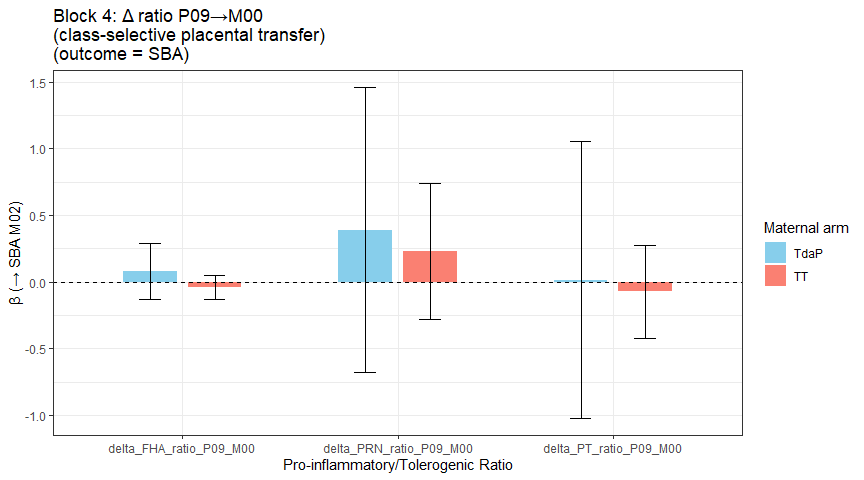 Block 4: Δ ratio P09→M00
(class-selective placental transfer)
(outcome = SBA)
1.5
1.0
0.5
0.0
-0.5
-1.0
β ( → SBA M02)
delta_FHA_ratio_P09_M00
delta_PRN_ratio_P09_M00
delta_PT_ratio_P09_M00
Pro-inflammatory/Tolerogenic Ratio
Maternal arm
TdaP
TT